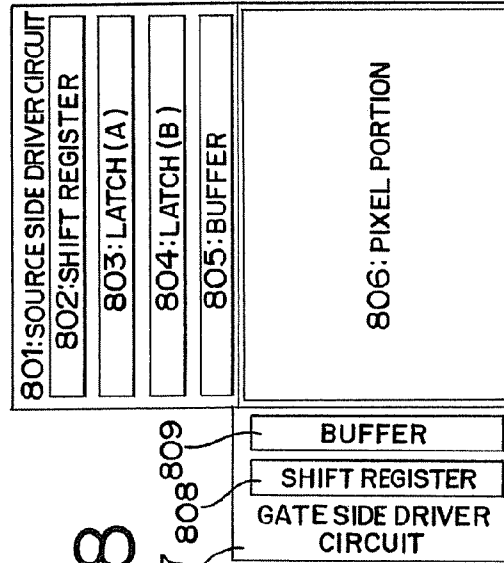 801:SOURCE SIDE DRIVER CIRCUIT
802:SHIFT REGISTER
803:LATCH (A)
804:LATCH (B)
805:BUFFER
806: PIXEL PORTION
809
BUFFER
808
SHIFT REGISTER
GATE SIDE DRIVER
CIRCUIT
8